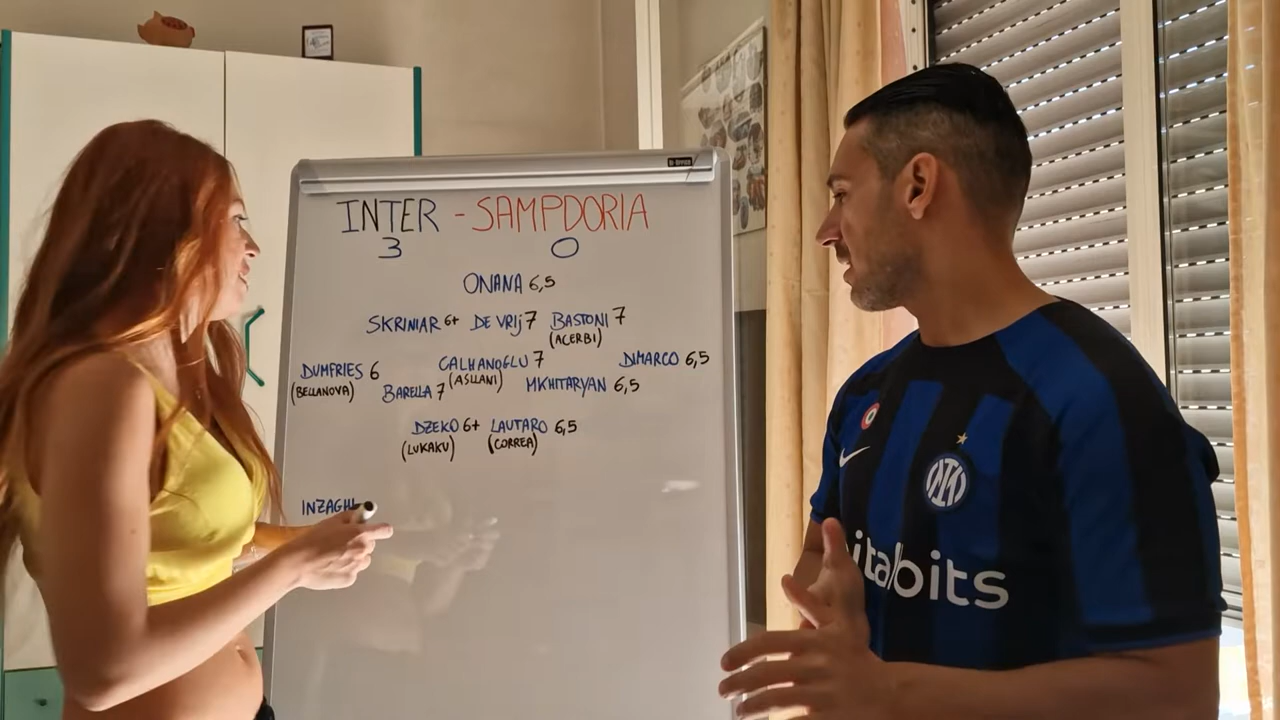 INTER - SAMPDORIA
3 0
ONANA 6,5
SKRINIAR 6+ DE VRIJ 7 BASTONI 7
(ACERBI)
CALHANOGLU 7 DIMARCO 6,5
DUMFRIES 6 (ASLLANI)
(BELLANOVA) BARELLA 7 MKHITARYAN 6,5
DZEKO 6+ LAUTARO 6,5
(LUKAKU) (CORREA)
INZAGHI
italbits